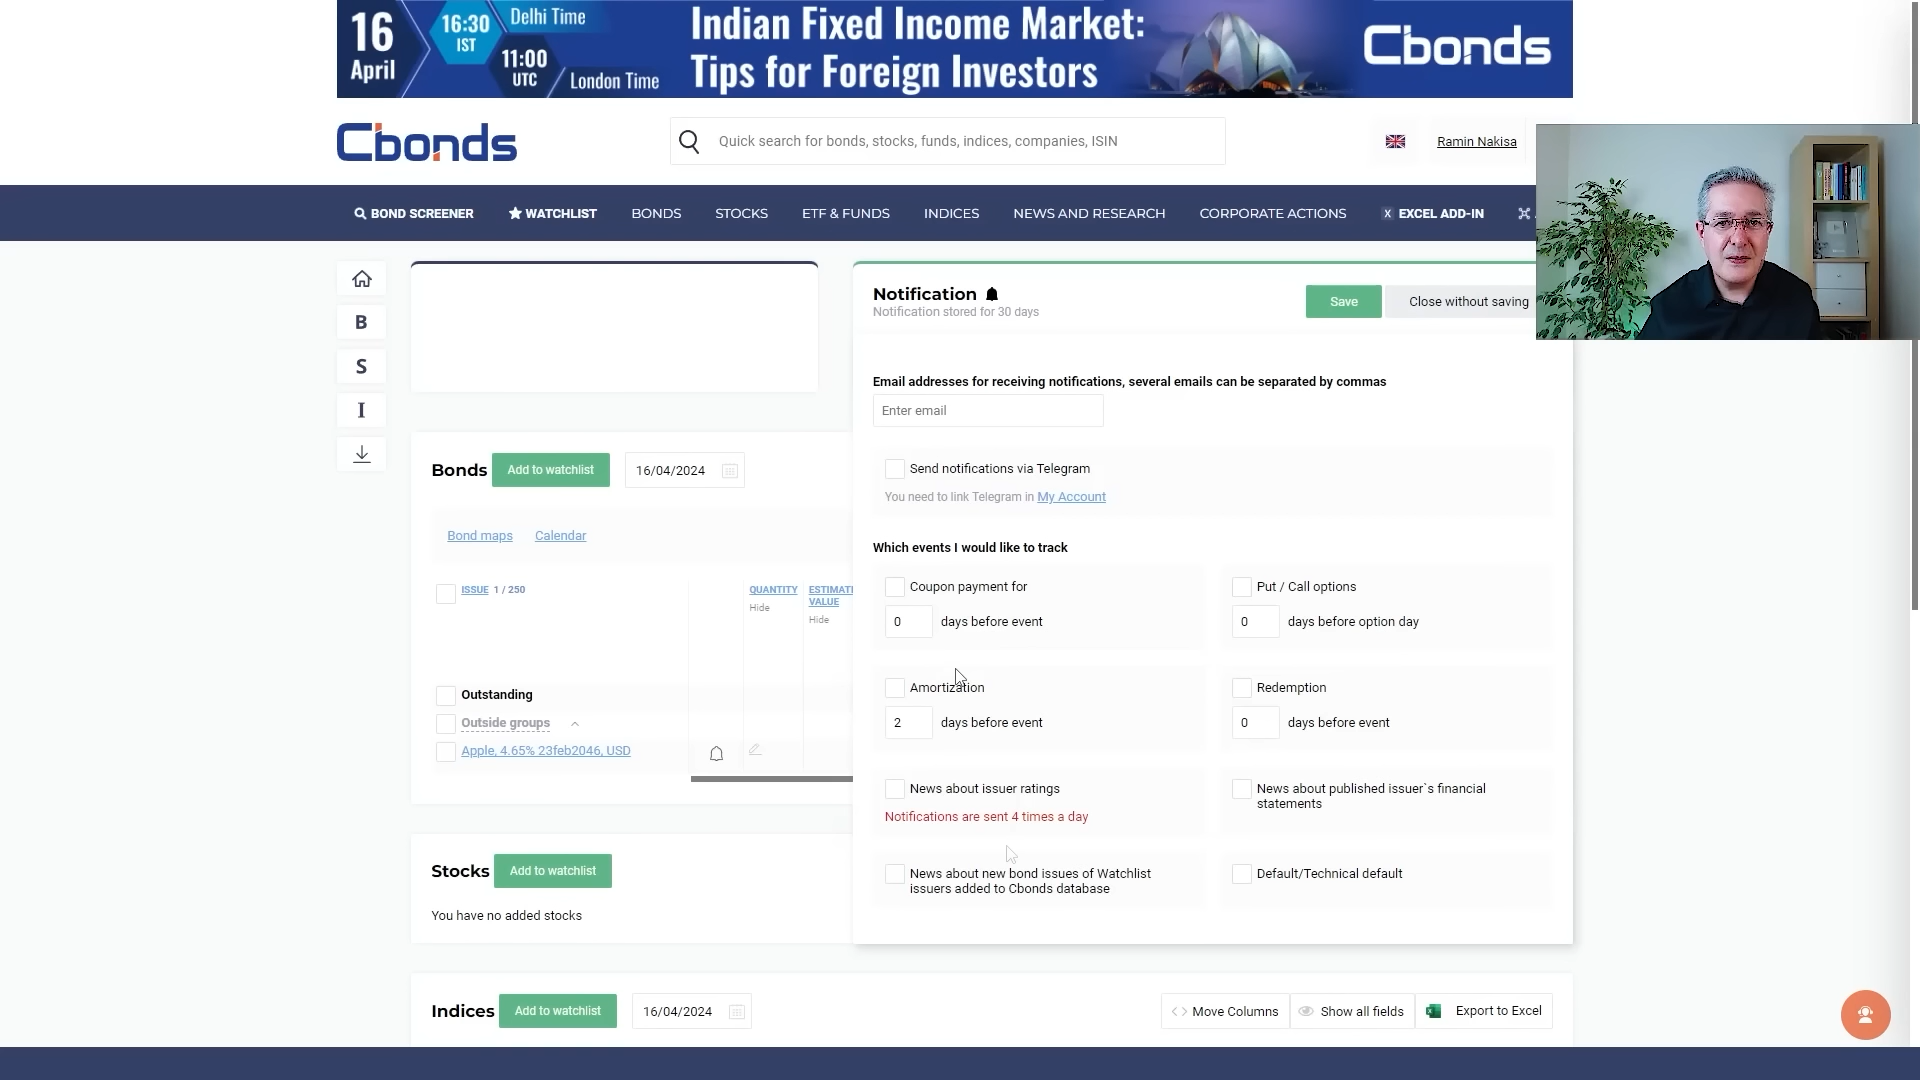 16
April
16:30
IST
Delhi Time
11:00
UTC
London Time
Indian Fixed Income Market:
Tips for Foreign Investors
Cbonds
Cbonds
Quick search for bonds, stocks, funds, indices, companies, ISIN
Ramin Nakisa
BOND SCREENER
WATCHLIST
BONDS
STOCKS
ETF & FUNDS
INDICES
NEWS AND RESEARCH
CORPORATE ACTIONS
X EXCEL ADD-IN
B
S
I
Notification
Notification stored for 30 days
Save
Close without saving
Email addresses for receiving notifications, several emails can be separated by commas
Enter email
Send notifications via Telegram
You need to link Telegram in My Account
Which events I would like to track
Coupon payment for
0 days before event
Put / Call options
0 days before option day
Amortization
2 days before event
Redemption
0 days before event
News about issuer ratings
Notifications are sent 4 times a day
News about published issuer`s financial
statements
News about new bond issues of Watchlist
issuers added to Cbonds database
Default/Technical default
Bonds
Add to watchlist
16/04/2024
Bond maps
Calendar
ISSUE 1 / 250
QUANTITY
Hide
ESTIMAT
VALUE
Hide
Outstanding
Outside groups
Apple, 4.65% 23feb2046, USD
Stocks
Add to watchlist
You have no added stocks
Indices
Add to watchlist
16/04/2024
Move Columns
Show all fields
Export to Excel